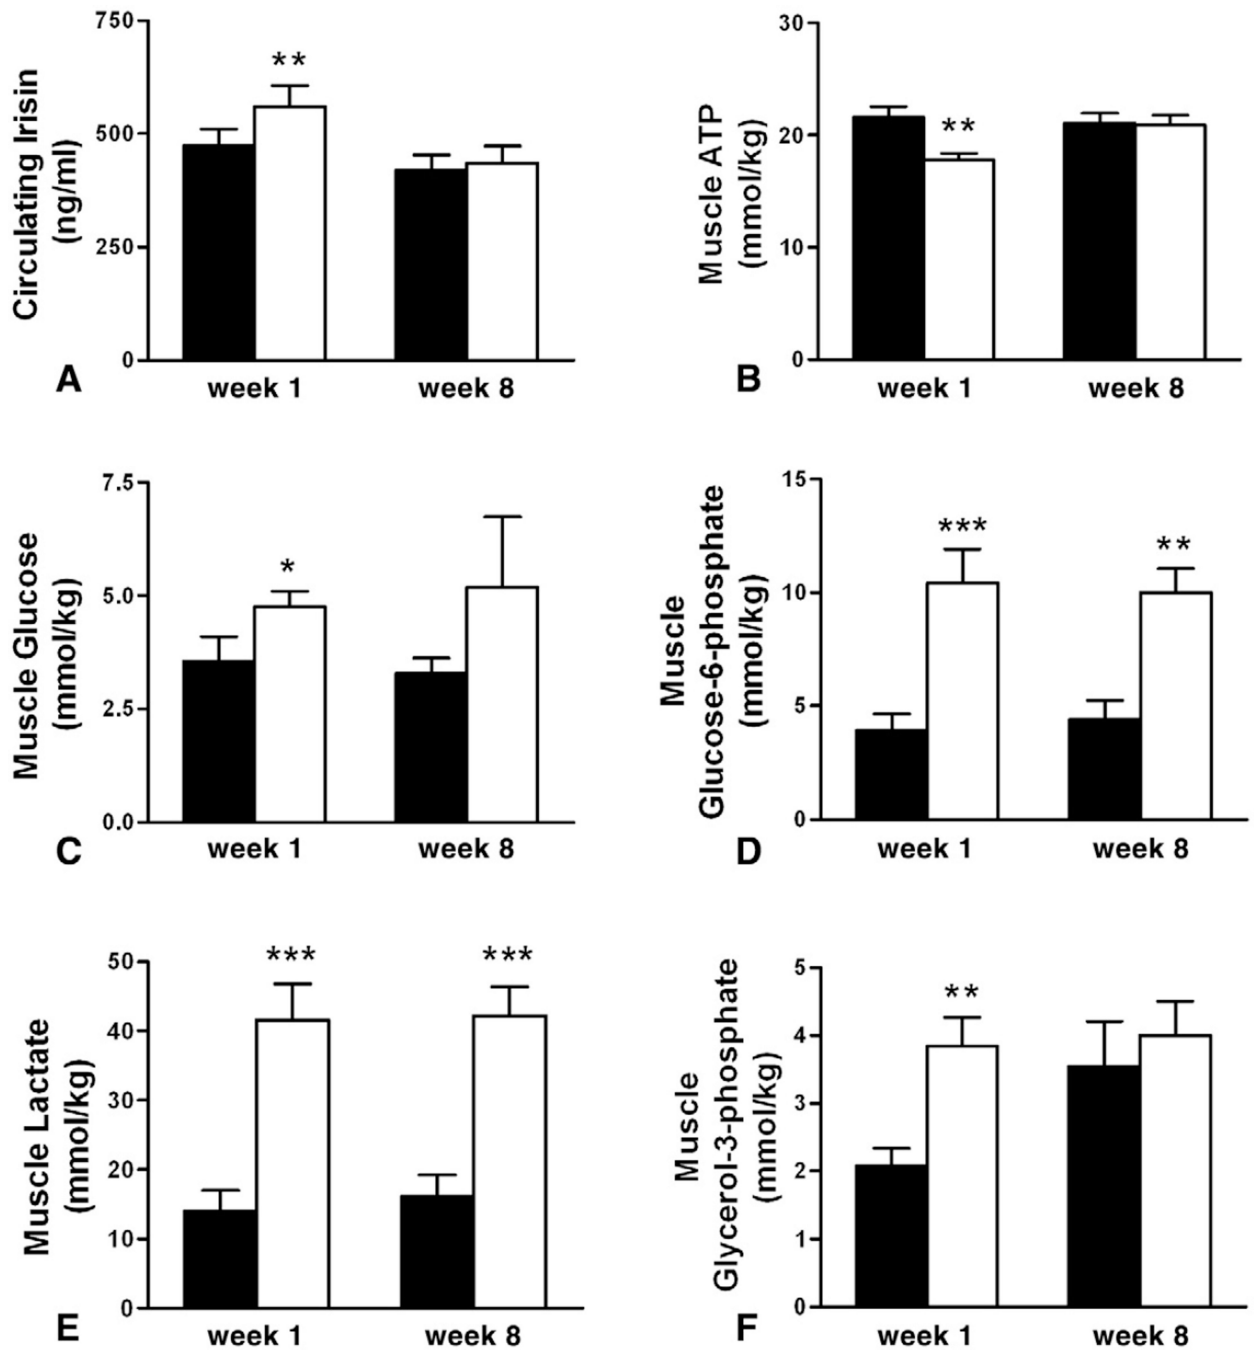 750
500
250
0
Circulating Irisin
(ng/ml)
**
A
week 1
week 8
30
20
10
0
Muscle ATP
(mmol/kg)
**
B
week 1
week 8
7.5
5.0
2.5
0.0
Muscle Glucose
(mmol/kg)
*
C
week 1
week 8
15
10
5
0
Muscle
Glucose-6-phosphate
(mmol/kg)
***
**
D
week 1
week 8
50
40
30
20
10
0
Muscle Lactate
(mmol/kg)
***
***
E
week 1
week 8
5
4
3
2
1
0
Muscle
Glycerol-3-phosphate
(mmol/kg)
**
F
week 1
week 8